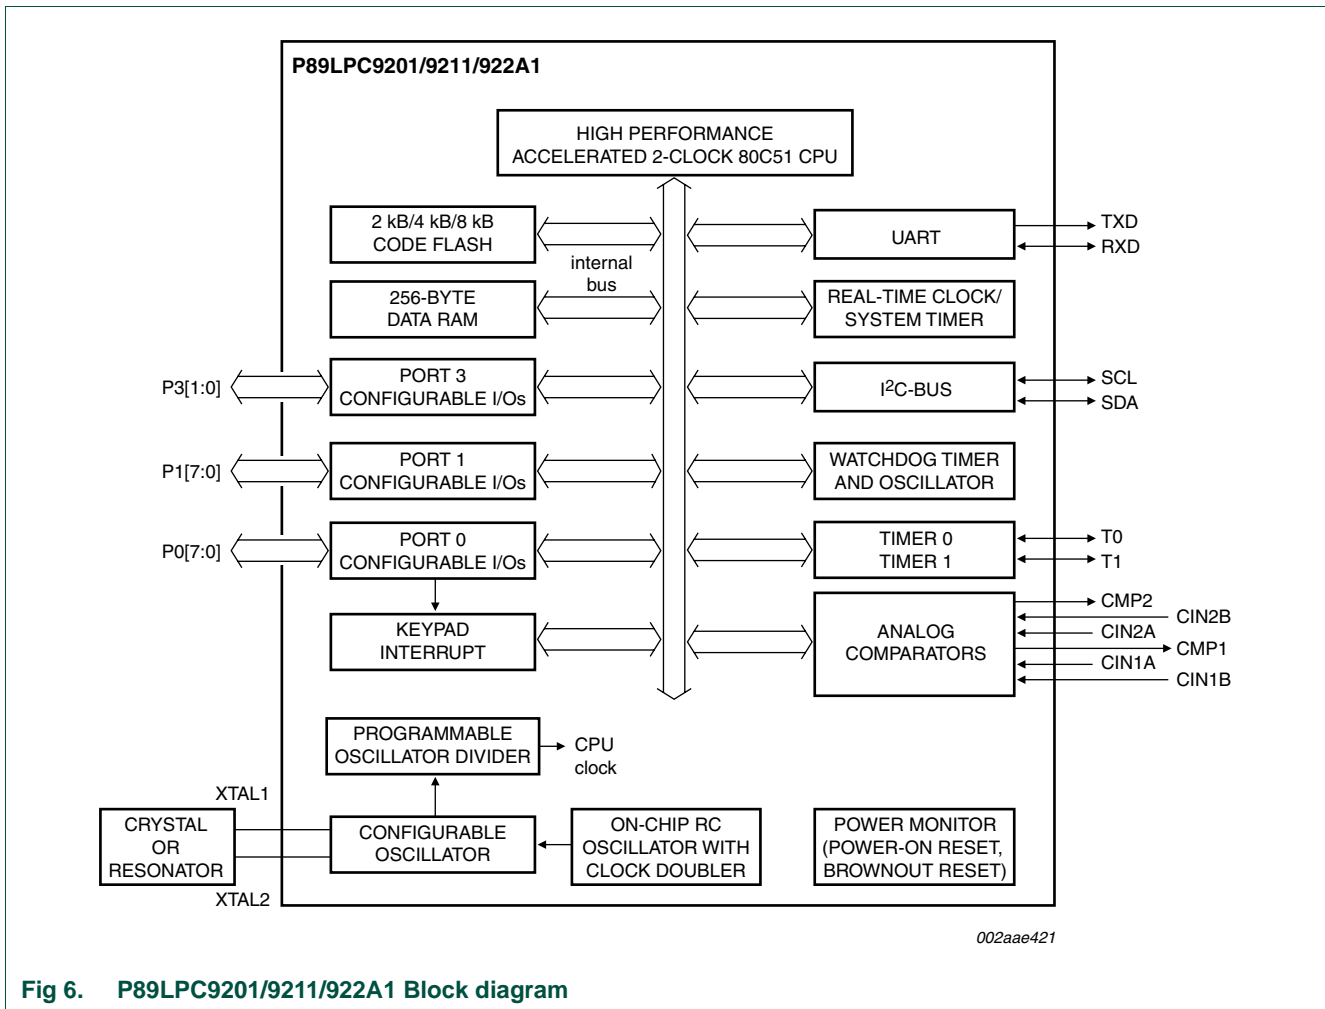 P89LPC9201/9211/922A1
HIGH PERFORMANCE
ACCELERATED 2-CLOCK 80C51 CPU
2 kB/4 kB/8 kB
CODE FLASH
internal
bus
UART
TXD
RXD
256-BYTE
DATA RAM
REAL-TIME CLOCK/
SYSTEM TIMER
P3[1:0]
PORT 3
CONFIGURABLE I/Os
I²C-BUS
SCL
SDA
P1[7:0]
PORT 1
CONFIGURABLE I/Os
WATCHDOG TIMER
AND OSCILLATOR
P0[7:0]
PORT 0
CONFIGURABLE I/Os
TIMER 0
TIMER 1
T0
T1
KEYPAD
INTERRUPT
ANALOG
COMPARATORS
CMP2
CIN2B
CIN2A
CMP1
CIN1A
CIN1B
PROGRAMMABLE
OSCILLATOR DIVIDER
CPU
clock
XTAL1
CRYSTAL
OR
RESONATOR
XTAL2
CONFIGURABLE
OSCILLATOR
ON-CHIP RC
OSCILLATOR WITH
CLOCK DOUBLER
POWER MONITOR
(POWER-ON RESET,
BROWNOUT RESET)
002aae421
Fig 6. P89LPC9201/9211/922A1 Block diagram